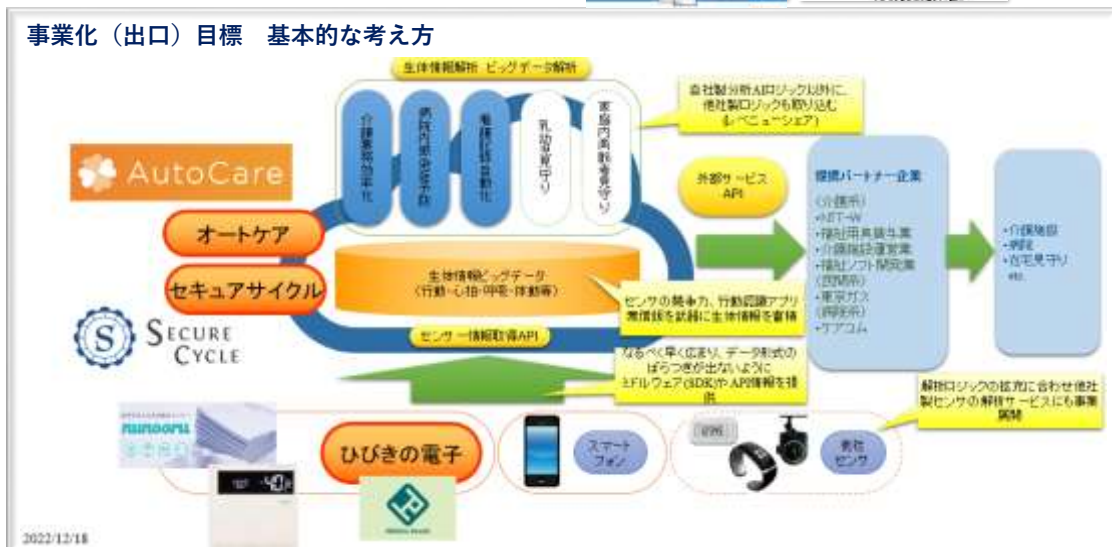 事業化(出口)目標 基本的な考え方
生体情報解析・ビッグデータ解析
介護業務効率化
病院内感染症予防
看護記録自動化
乳幼児見守り
家庭内高齢者見守り
自社製分析AIロジック以外に、
他社製ロジックも取り込む
(レベニューシェア)
AutoCare
オートケア
セキュアサイクル
SECURE
CYCLE
生体情報ビッグデータ
(行動・心拍・呼吸・体動等)
センサー情報取得API
外部サービス
API
提携パートナー企業
(介護系)
・福祉用具貸与業
・介護施設運営業
・福祉ソフト開発業
(民間系)
・東京ガス
(病院系)
・ケアコム
・介護施設
・病院
・在宅見守り
etc.
センサの競争力、行動認識アプリ
無償版を武器に生体情報を蓄積
なるべく早く広まり、データ形式の
ばらつきが出ないように
ミドルウェア(SDK)や API情報を提
供
解析ロジックの拡充に合わせ他社
製センサの解析サービスにも事業
展開
ひびきの電子
スマート
フォン
他社
センサ
2022/12/18